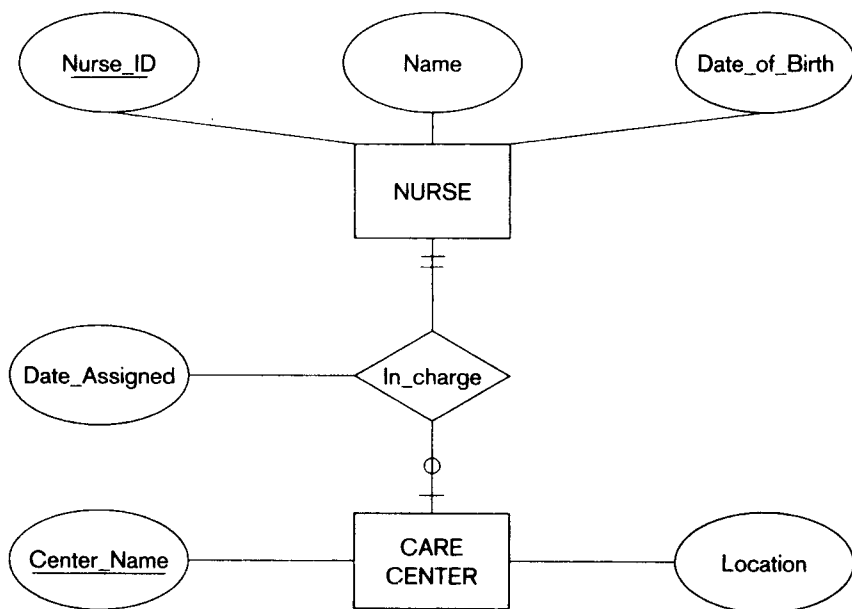 Nurse_ID
Name
Date_of_Birth
NURSE
Date_Assigned
In_charge
Center_Name
CARE
CENTER
Location